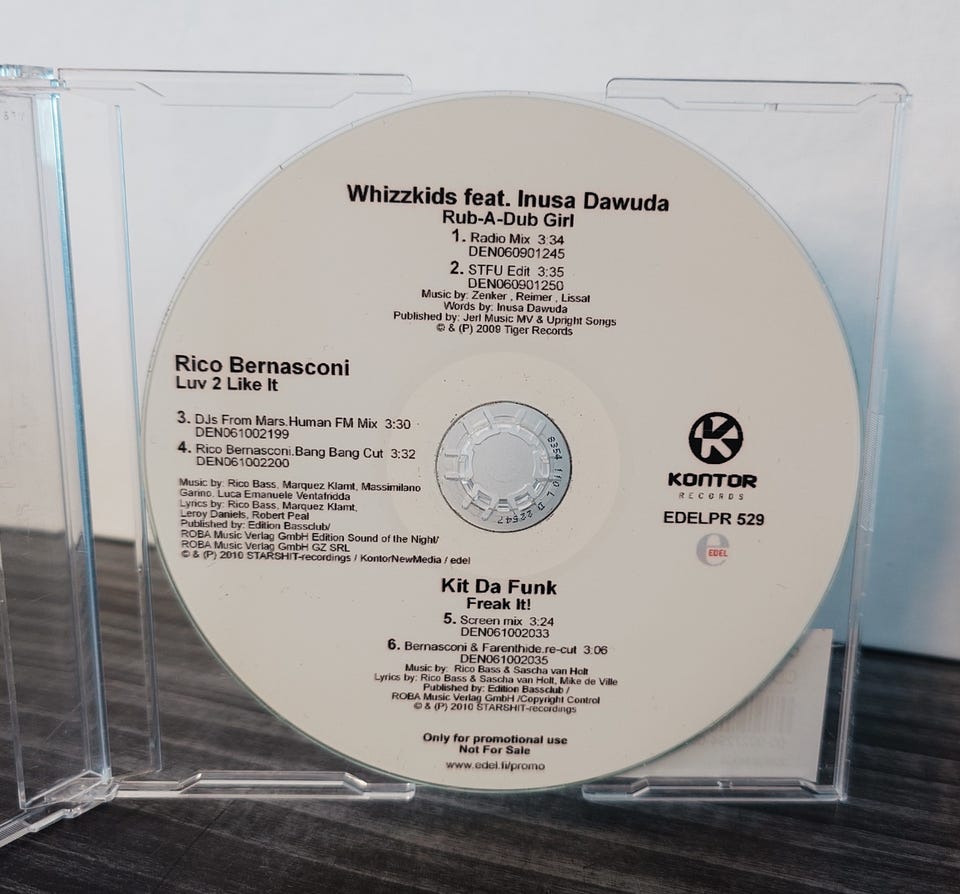 Whizzkids feat. Inusa Dawuda
Rub-A-Dub Girl
1. Radio Mix 3:34
DEN060901245
2. STFU Edit 3:35
DEN060901250
Music by: Zenker , Reimer , Lissat
Words by: Inusa Dawuda
Published by: Jerl Music MV & Upright Songs
© & (P) 2009 Tiger Records
Rico Bernasconi
Luv 2 Like It
3. DJs From Mars.Human FM Mix 3:30
DEN061002199
4. Rico Bernasconi.Bang Bang Cut 3:32
DEN061002200
Music by: Rico Bass, Marquez Klamt, Massimilano
Garino, Luca Emanuele Ventafridda
Lyrics by: Rico Bass, Marquez Klamt,
Leroy Daniels, Robert Peal
Published by: Edition Bassclub/
ROBA Music Verlag GmbH Edition Sound of the Night/
ROBA Music Verlag GmbH GZ SRL
© & (P) 2010 STARSHIT-recordings / KontorNewMedia / edel
K
KONTOR
RECORDS
EDELPR 529
e
EDEL
Kit Da Funk
Freak It!
5. Screen mix 3:24
DEN061002033
6. Bernasconi & Farenthide.re-cut 3:06
DEN061002035
Music by: Rico Bass & Sascha van Holt
Lyrics by: Rico Bass & Sascha van Holt, Mike de Ville
Published by: Edition Bassclub /
ROBA Music Verlag GmbH /Copyright Control
© & (P) 2010 STARSHIT-recordings
Only for promotional use
Not For Sale
www.edel.fi/promo